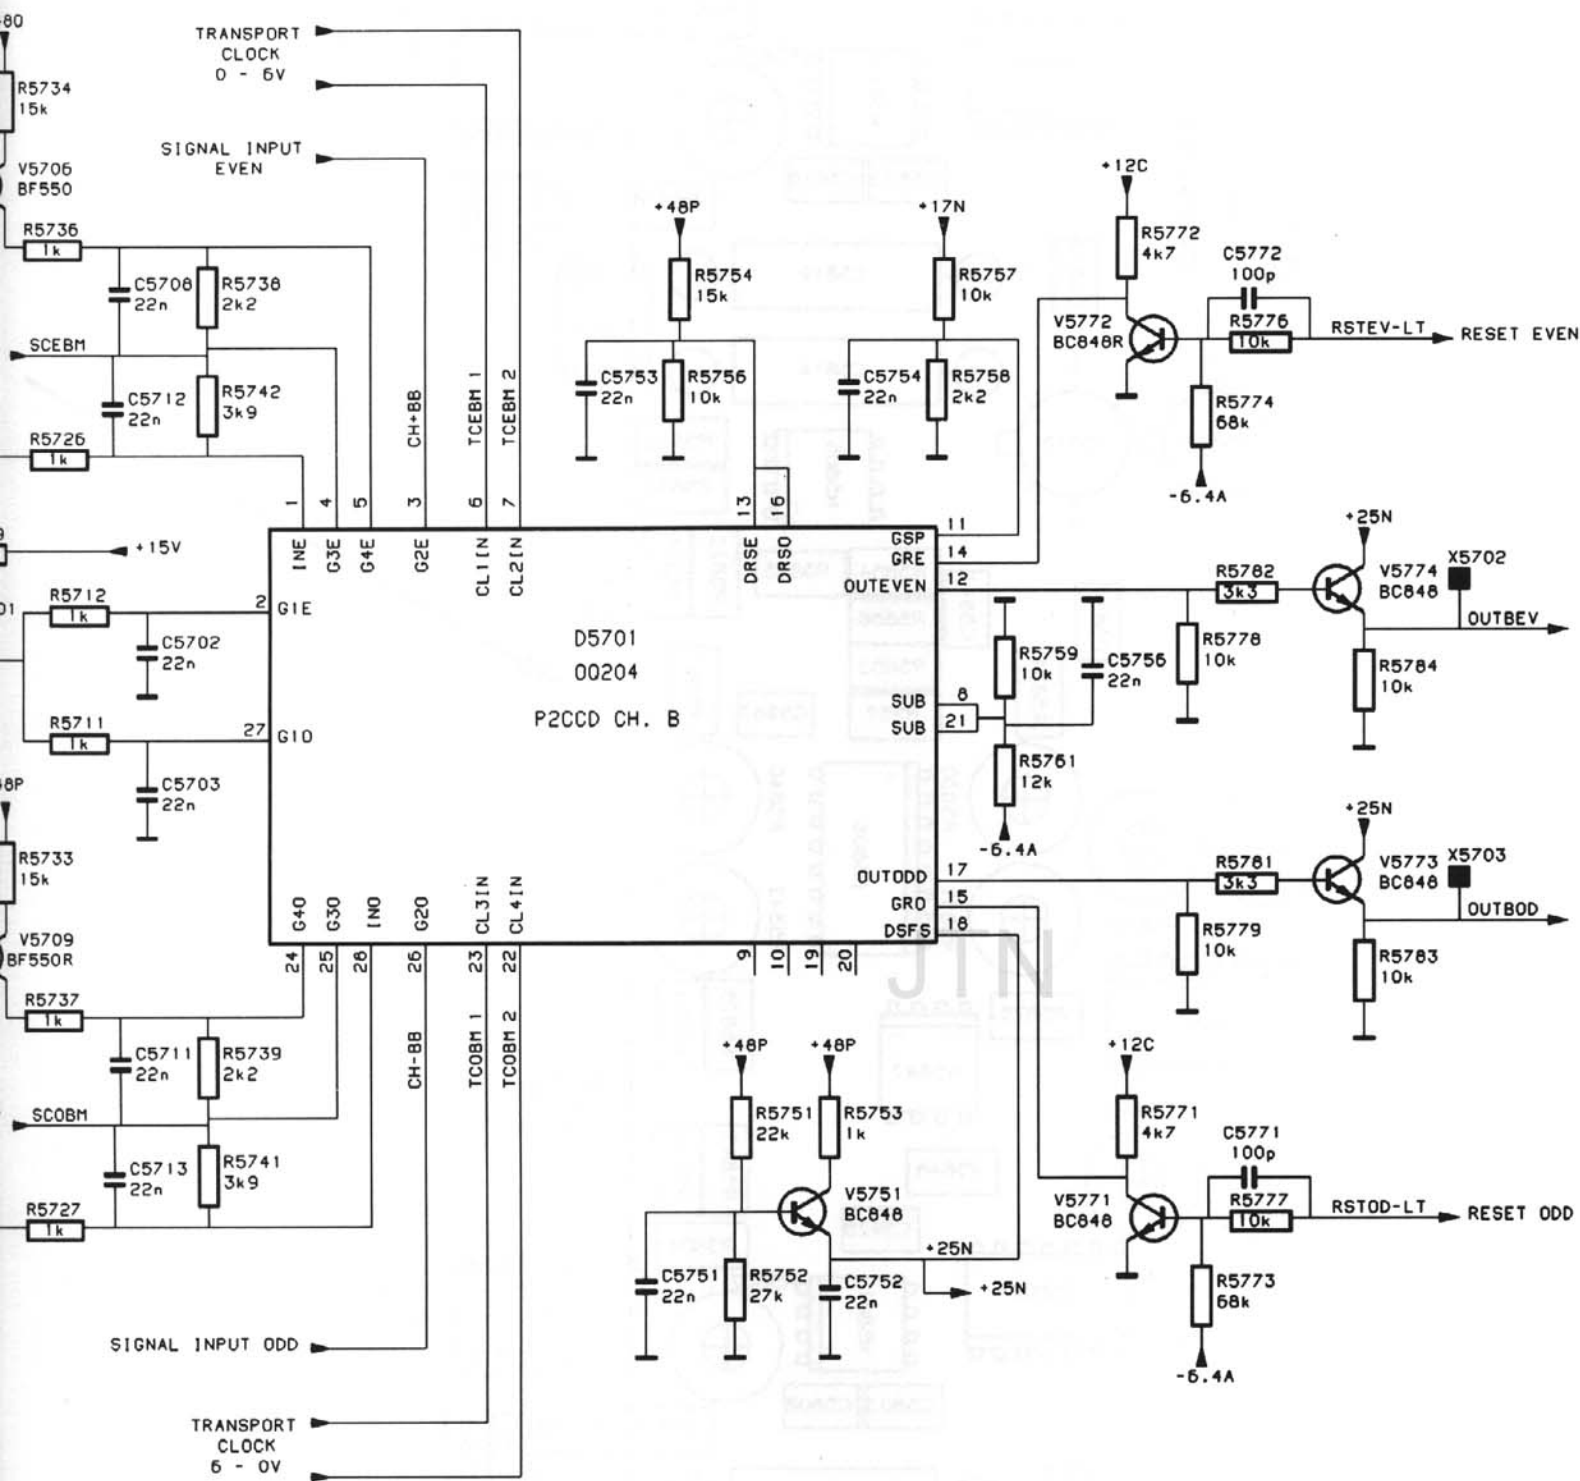 -80
TRANSPORT
CLOCK
0 - 6V
R5734
15k
SIGNAL INPUT
EVEN
V5706
BF550
R5736
1k
C5708
22n
R5738
2k2
SCEBM
C5712
22n
R5742
3k9
R5726
1k
CH+BB
TCEBM 1
TCEBM 2
+48P
R5754
15k
C5753
22n
R5756
10k
+17N
R5757
10k
C5754
22n
R5758
2k2
+12C
R5772
4k7
C5772
100p
V5772
BC848R
R5776
10k
RSTEV-LT
RESET EVEN
R5774
68k
-6.4A
1
4
5
3
6
7
13
16
INE
G3E
G4E
G2E
CL1IN
CL2IN
DRSE
DRSO
GSP
11
GRE
14
OUTEVEN
12
+15V
R5712
1k
2
G1E
C5702
22n
R5711
1k
27
G1O
C5703
22n
D5701
OQ204
P2CCD CH. B
+25N
R5782
3k3
V5774
BC848
X5702
OUTBEV
R5759
10k
C5756
22n
R5778
10k
R5784
10k
SUB
8
SUB
21
R5761
12k
-6.4A
48P
R5733
15k
V5709
BF550R
+25N
OUTODD
17
R5781
3k3
V5773
BC848
X5703
OUTBOD
GRO
15
DSFS
18
R5779
10k
R5783
10k
G4O
G3O
INO
G2O
CL3IN
CL4IN
24
25
28
26
23
22
9
10
19
20
JTN
R5737
1k
C5711
22n
R5739
2k2
SCOBM
C5713
22n
R5741
3k9
R5727
1k
CH-BB
TCOBM 1
TCOBM 2
+48P
+48P
R5751
22k
R5753
1k
V5751
BC848
+25N
+25N
C5751
22n
R5752
27k
C5752
22n
+12C
R5771
4k7
C5771
100p
V5771
BC848
R5777
10k
RSTOD-LT
RESET ODD
R5773
68k
-6.4A
SIGNAL INPUT ODD
TRANSPORT
CLOCK
6 - 0V